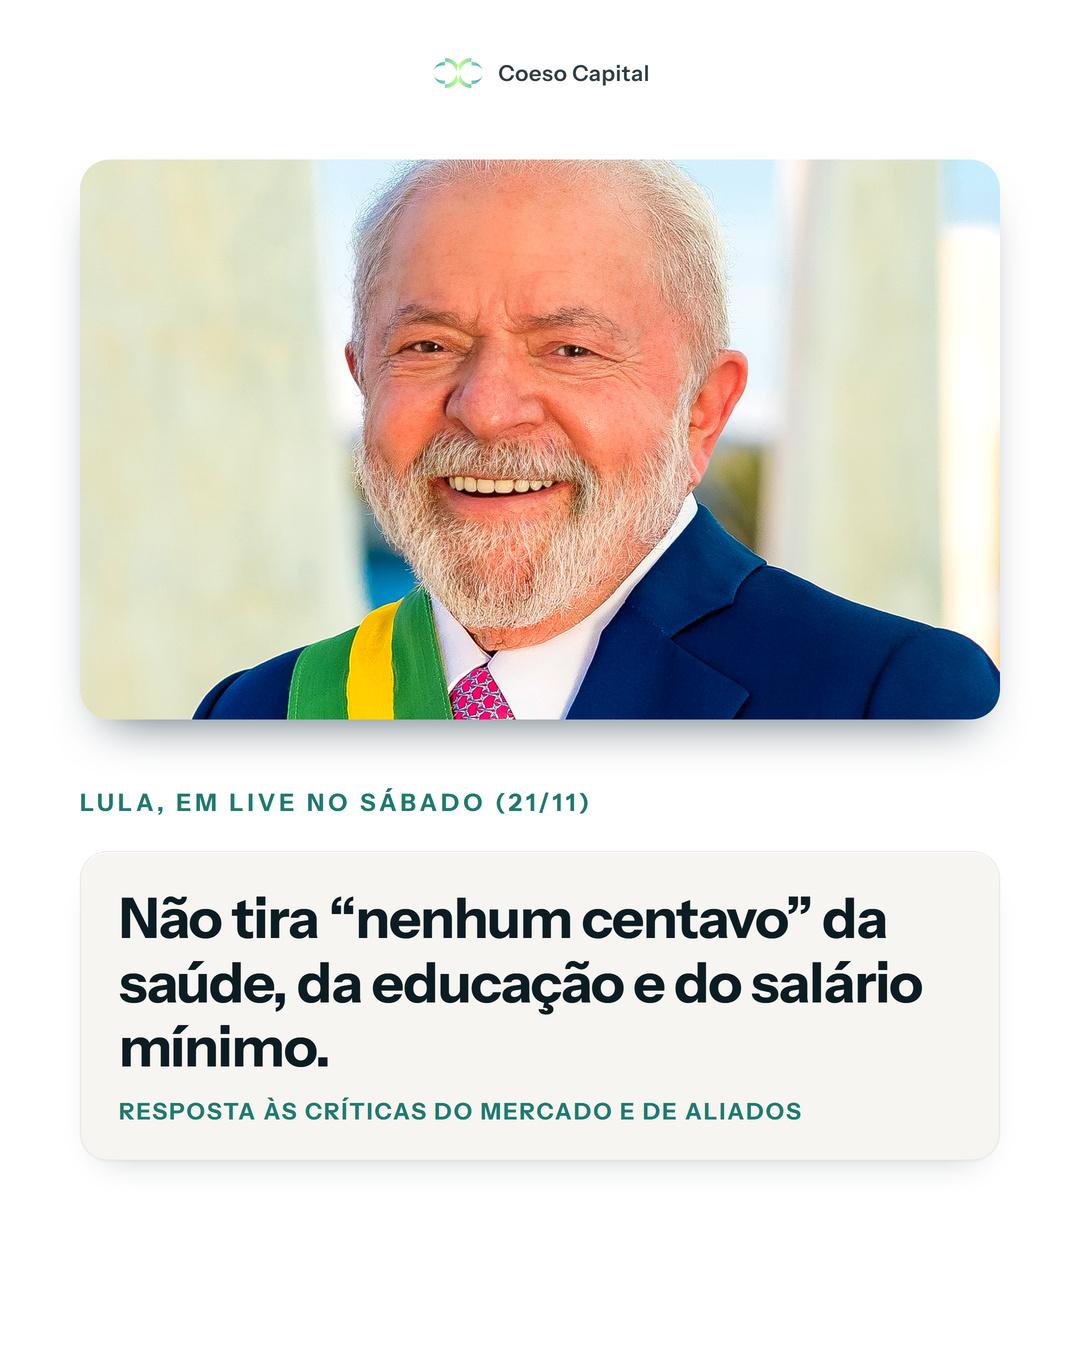 Coeso Capital
LULA, EM LIVE NO SÁBADO (21/11)
Não tira “nenhum centavo” da
saúde, da educação e do salário
mínimo.
RESPOSTA ÀS CRÍTICAS DO MERCADO E DE ALIADOS